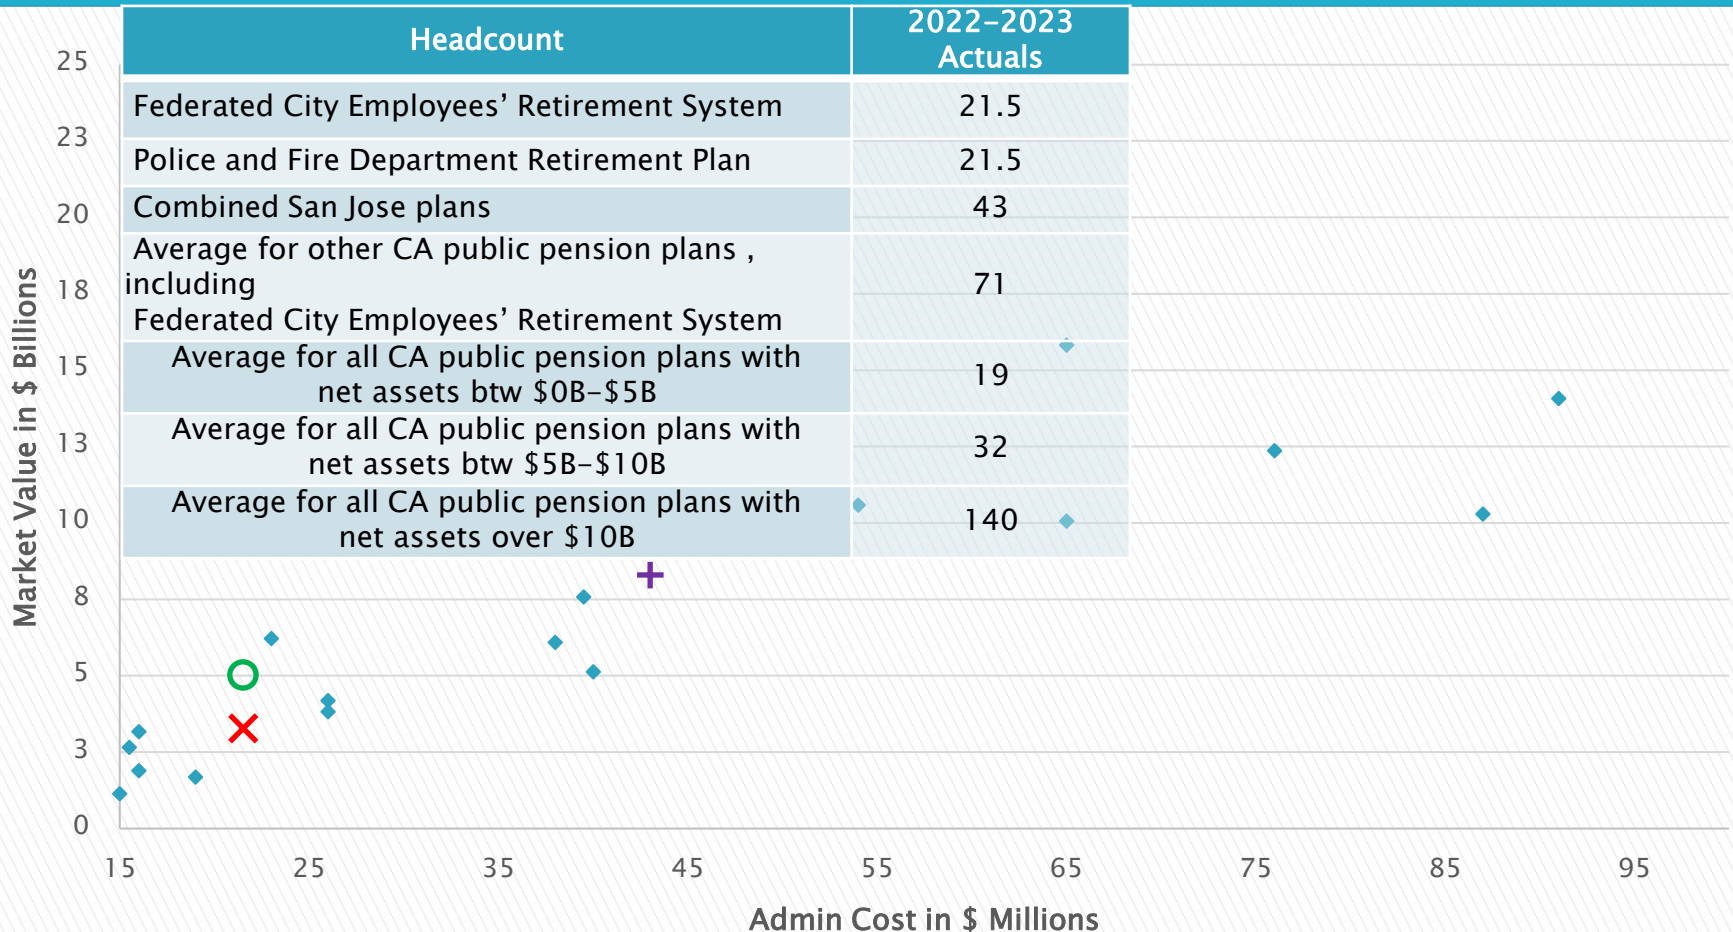 Headcount
2022-2023
Actuals
Federated City Employees’ Retirement System
21.5
Police and Fire Department Retirement Plan
21.5
Combined San Jose plans
43
Average for other CA public pension plans ,
including
Federated City Employees’ Retirement System
71
Average for all CA public pension plans with
net assets btw $0B-$5B
19
Average for all CA public pension plans with
net assets btw $5B-$10B
32
Average for all CA public pension plans with
net assets over $10B
140
Market Value in $ Billions
25
23
20
18
15
13
10
8
5
3
0
15
25
35
45
55
65
75
85
95
Admin Cost in $ Millions